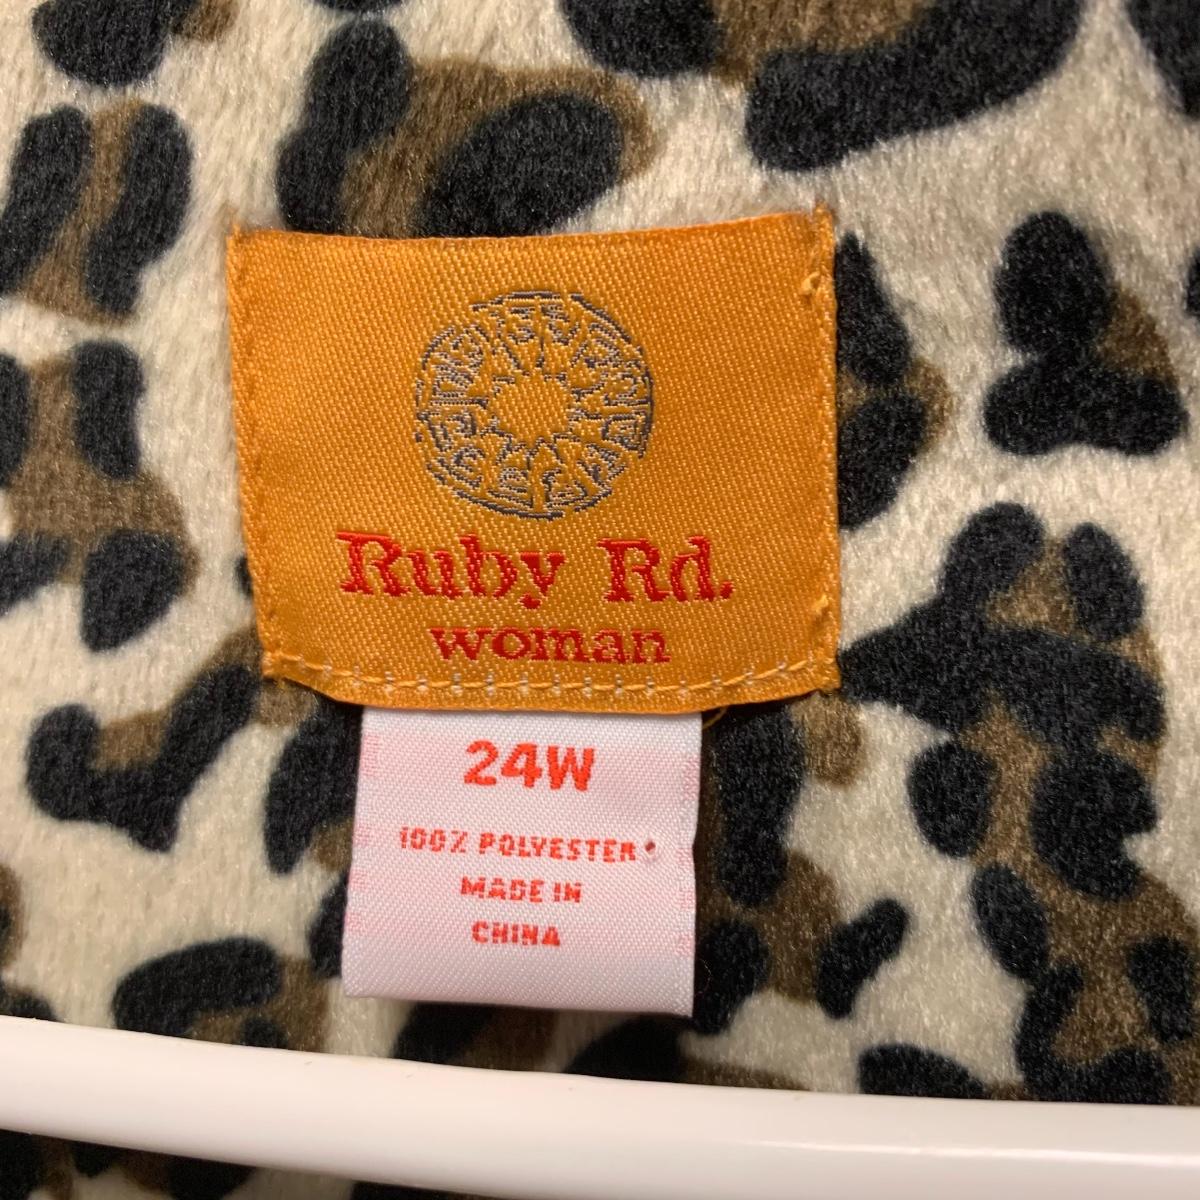 Ruby Rd.
woman
24W
100% POLYESTER
MADE IN
CHINA